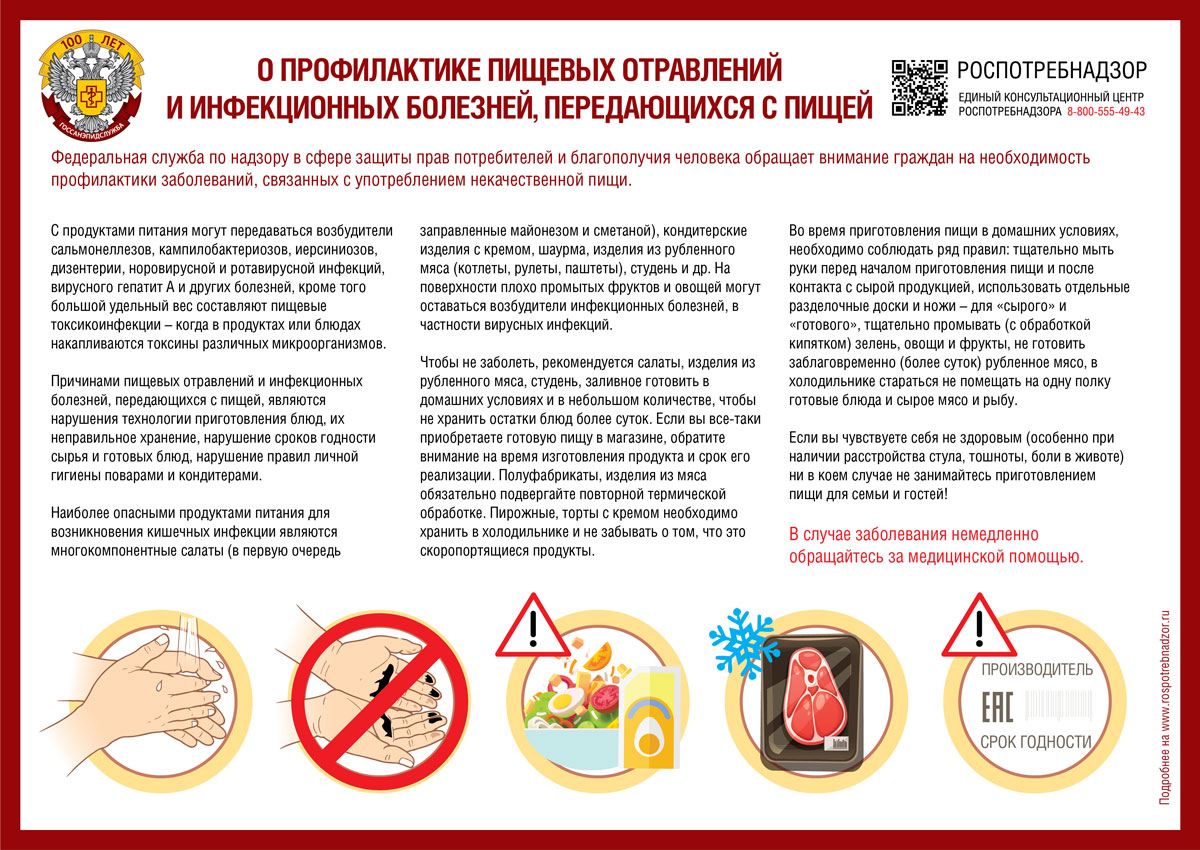 100 ЛЕТ
ГОССАНЭПИДСЛУЖБА
О ПРОФИЛАКТИКЕ ПИЩЕВЫХ ОТРАВЛЕНИЙ
И ИНФЕКЦИОННЫХ БОЛЕЗНЕЙ, ПЕРЕДАЮЩИХСЯ С ПИЩЕЙ
РОСПОТРЕБНАДЗОР
ЕДИНЫЙ КОНСУЛЬТАЦИОННЫЙ ЦЕНТР
РОСПОТРЕБНАДЗОРА 8-800-555-49-43
Федеральная служба по надзору в сфере защиты прав потребителей и благополучия человека обращает внимание граждан на необходимость
профилактики заболеваний, связанных с употреблением некачественной пищи.
С продуктами питания могут передаваться возбудители
сальмонеллезов, кампилобактериозов, иерсиниозов,
дизентерии, норовирусной и ротавирусной инфекций,
вирусного гепатит А и других болезней, кроме того
большой удельный вес составляют пищевые
токсикоинфекции – когда в продуктах или блюдах
накапливаются токсины различных микроорганизмов.
Причинами пищевых отравлений и инфекционных
болезней, передающихся с пищей, являются
нарушения технологии приготовления блюд, их
неправильное хранение, нарушение сроков годности
сырья и готовых блюд, нарушение правил личной
гигиены поварами и кондитерами.
Наиболее опасными продуктами питания для
возникновения кишечных инфекции являются
многокомпонентные салаты (в первую очередь
заправленные майонезом и сметаной), кондитерские
изделия с кремом, шаурма, изделия из рубленного
мяса (котлеты, рулеты, паштеты), студень и др. На
поверхности плохо промытых фруктов и овощей могут
оставаться возбудители инфекционных болезней, в
частности вирусных инфекций.
Чтобы не заболеть, рекомендуется салаты, изделия из
рубленного мяса, студень, заливное готовить в
домашних условиях и в небольшом количестве, чтобы
не хранить остатки блюд более суток. Если вы все-таки
приобретаете готовую пищу в магазине, обратите
внимание на время изготовления продукта и срок его
реализации. Полуфабрикаты, изделия из мяса
обязательно подвергайте повторной термической
обработке. Пирожные, торты с кремом необходимо
хранить в холодильнике и не забывать о том, что это
скоропортящиеся продукты.
Во время приготовления пищи в домашних условиях,
необходимо соблюдать ряд правил: тщательно мыть
руки перед началом приготовления пищи и после
контакта с сырой продукцией, использовать отдельные
разделочные доски и ножи – для «сырого» и
«готового», тщательно промывать (с обработкой
кипятком) зелень, овощи и фрукты, не готовить
заблаговременно (более суток) рубленное мясо, в
холодильнике стараться не помещать на одну полку
готовые блюда и сырое мясо и рыбу.
Если вы чувствуете себя не здоровым (особенно при
наличии расстройства стула, тошноты, боли в животе)
ни в коем случае не занимайтесь приготовлением
пищи для семьи и гостей!
В случае заболевания немедленно
обращайтесь за медицинской помощью.
ПРОИЗВОДИТЕЛЬ
ЕАС
СРОК ГОДНОСТИ
Подробнее на www.rospotrebnadzor.ru